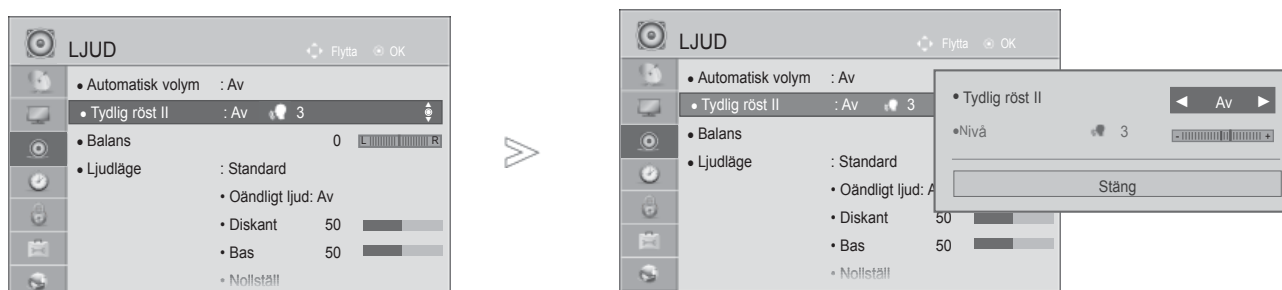 LJUD
Flytta OK
• Automatisk volym : Av
• Tydlig röst II : Av 3
• Balans 0 L R
• Ljudläge : Standard
• Oändligt ljud: Av
• Diskant 50
• Bas 50
• Nollställ
LJUD
Flytta OK
• Automatisk volym : Av
• Tydlig röst II : Av 3
• Balans
• Ljudläge : Standard
• Oändligt ljud: A
• Diskant 50
• Bas 50
• Nollställ
• Tydlig röst II ◄ Av ►
•Nivå 3 - +
Stäng